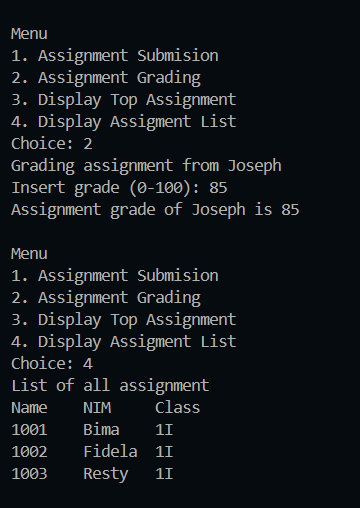 Menu
1. Assignment Submision
2. Assignment Grading
3. Display Top Assignment
4. Display Assigment List
Choice: 2
Grading assignment from Joseph
Insert grade (0-100): 85
Assignment grade of Joseph is 85
Menu
1. Assignment Submision
2. Assignment Grading
3. Display Top Assignment
4. Display Assigment List
Choice: 4
List of all assignment
Name    NIM     Class
1001    Bima    1I
1002    Fidela  1I
1003    Resty   1I